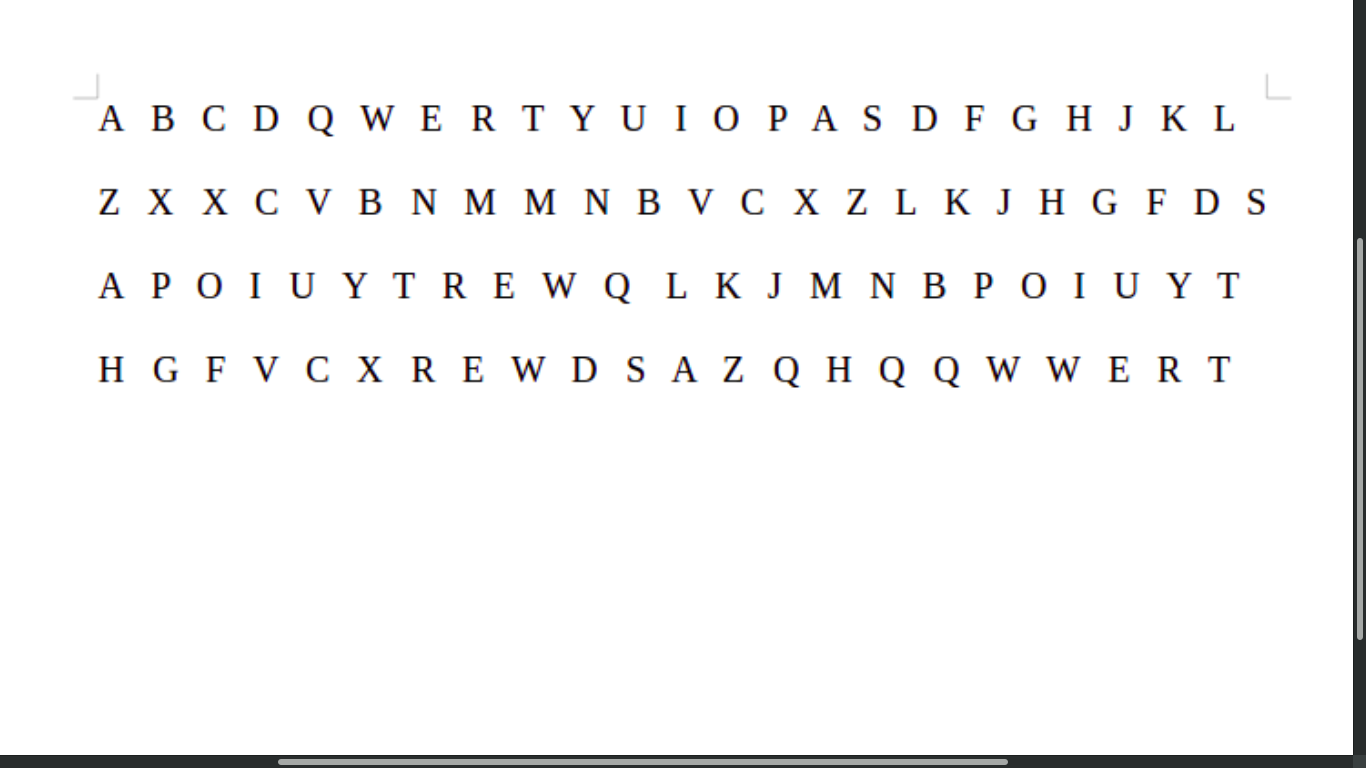 A B C D Q W E R T Y U I O P A S D F G H J K L
Z X X C V B N M M N B V C X Z L K J H G F D S
A P O I U Y T R E W Q L K J M N B P O I U Y T
H G F V C X R E W D S A Z Q H Q Q W W E R T